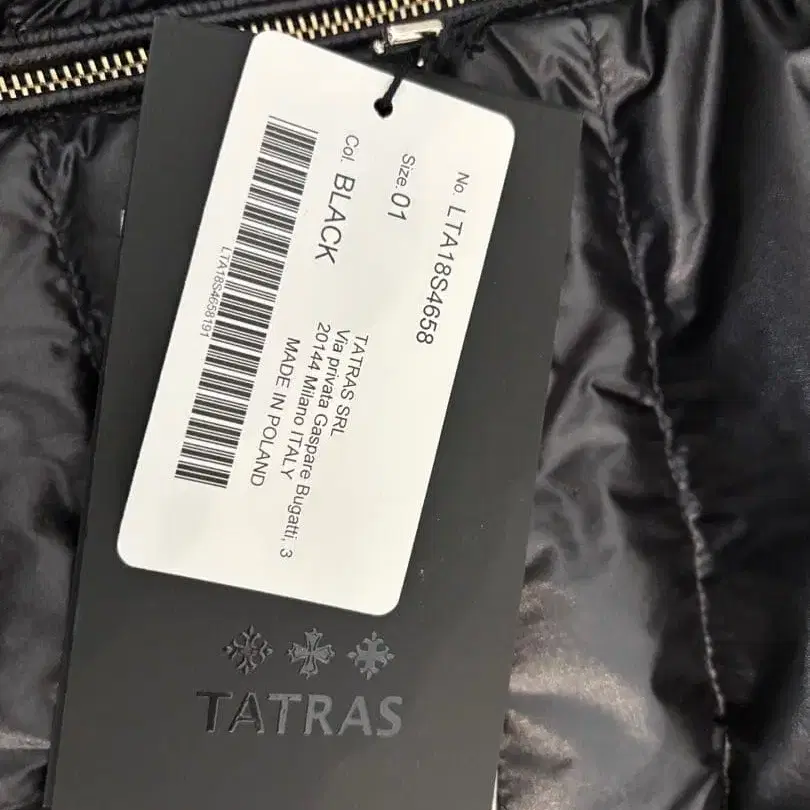 No. LTA18S4658
Size. 01
Col. BLACK
TATRAS SRL
Via privata Gaspare Bugatti, 3
20144 Milano ITALY
MADE IN POLAND
LTA18S4658191
TATRAS